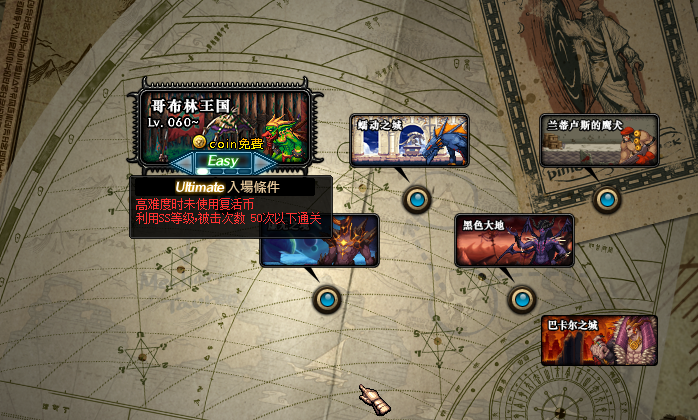 哥布林王国
Lv. 060~
coin免費
Easy
Ultimate 入場條件
高难度时未使用复活币
利用SS等级,被击次数 50次以下通关
蠕动之城
兰蒂卢斯的鹰犬
黑色大地
巴卡尔之城